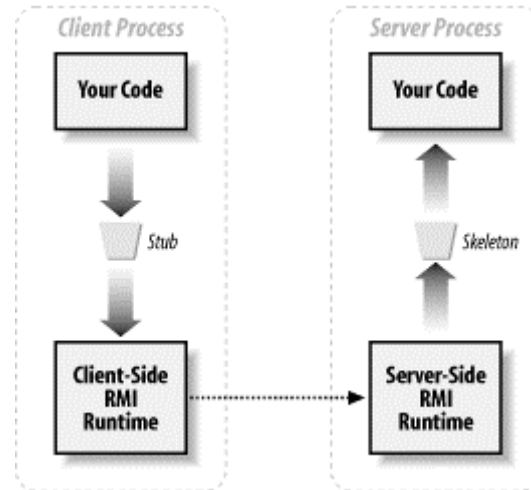 Client Process
Your Code
Stub
Client-Side
RMI
Runtime
Server Process
Your Code
Skeleton
Server-Side
RMI
Runtime